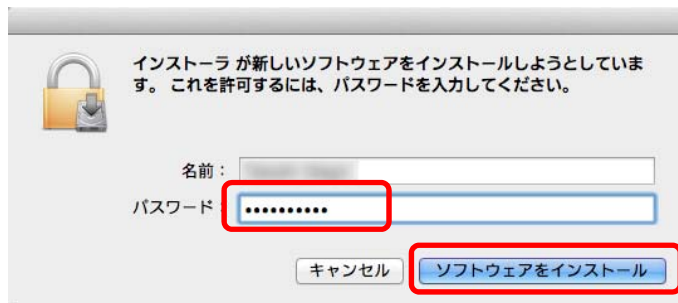 インストーラ が新しいソフトウェアをインストールしようとしていま
す。 これを許可するには、パスワードを入力してください。
名前：
パスワード：
••••••••••
キャンセル
ソフトウェアをインストール